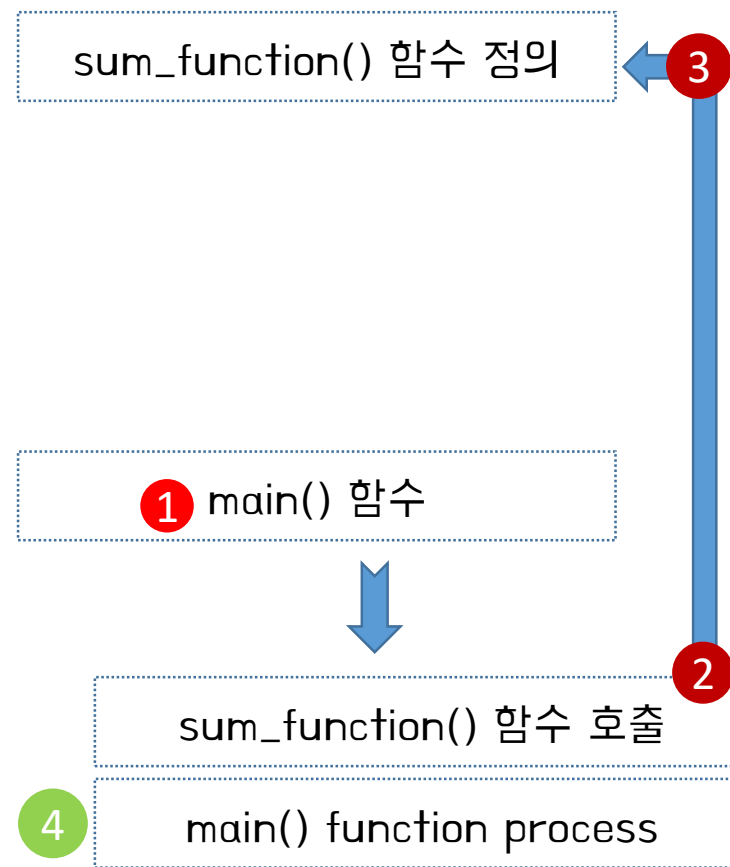 sum_function() 함수 정의
3
1 main() 함수
2
sum_function() 함수 호출
4 main() function process